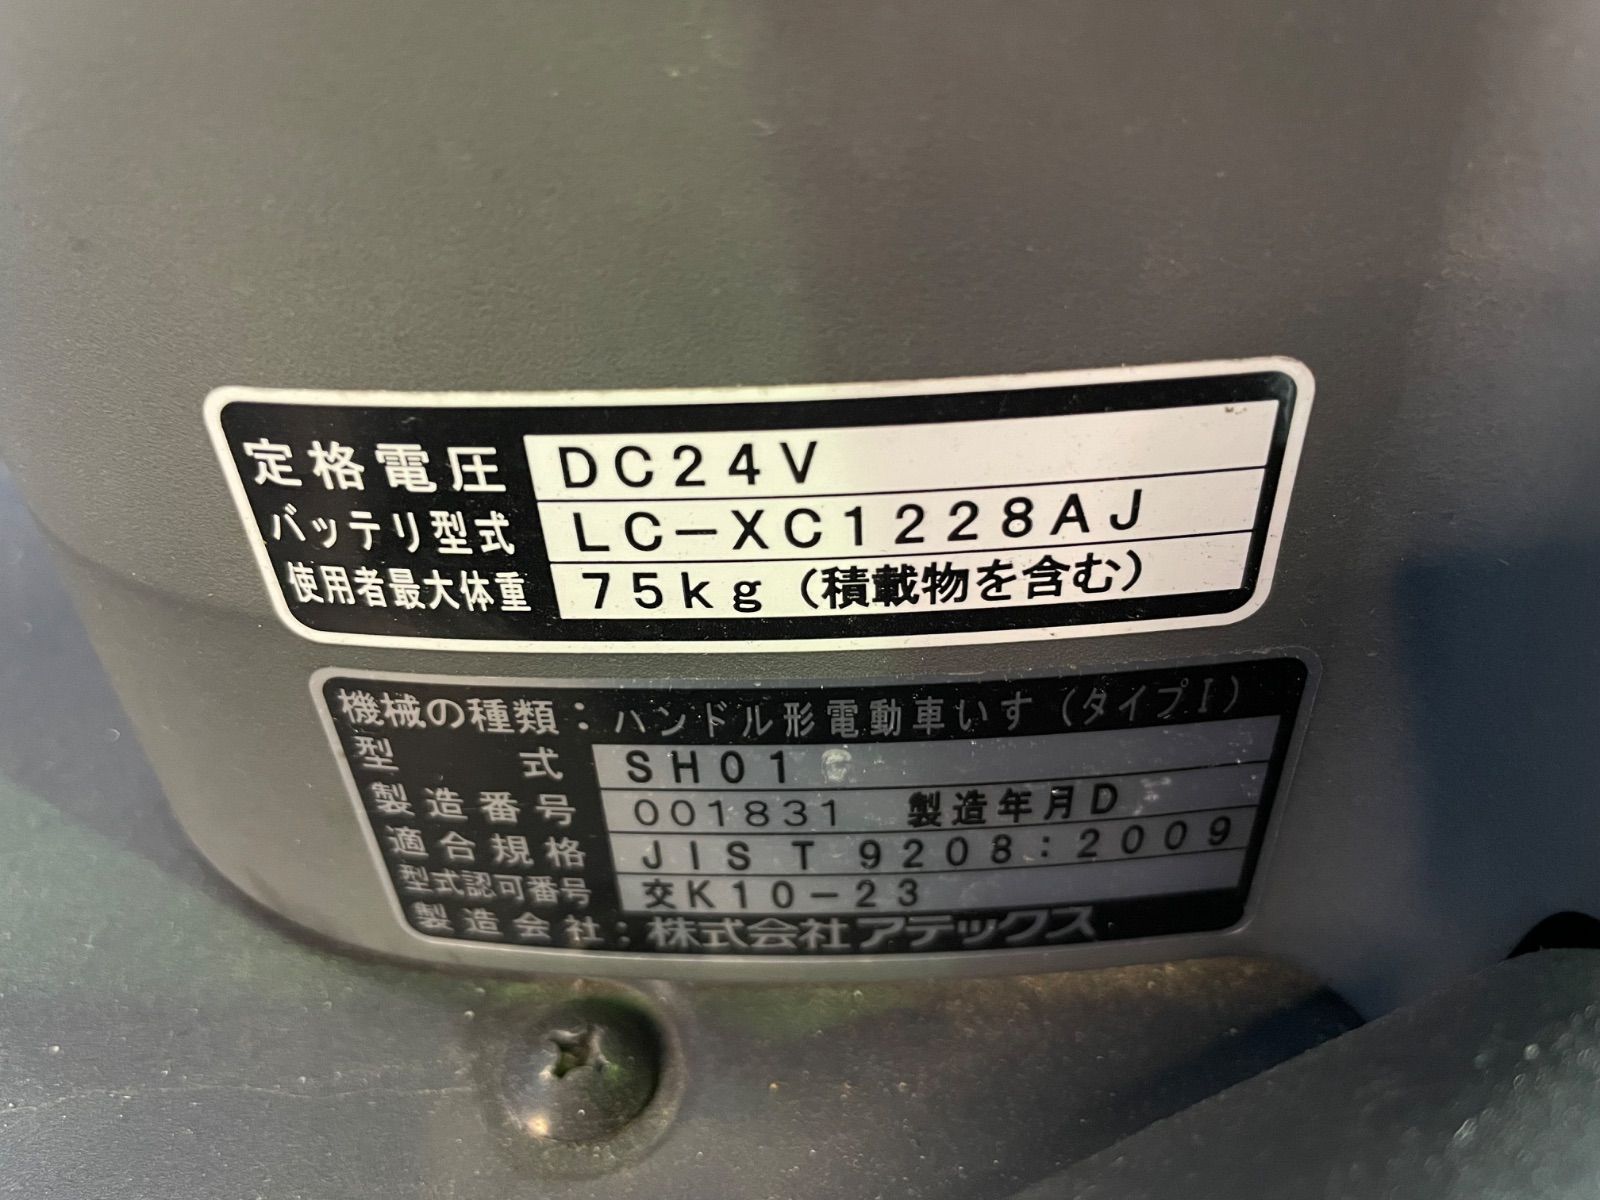 定格電圧 DC24V
バッテリ型式 LC-XC1228AJ
使用者最大体重 75kg(積載物を含む)
機械の種類:ハンドル形電動車いす(タイプⅠ)
型式 SH01
製造番号 001831 製造年月D
適合規格 JIS T 9208:2009
型式認可番号 交K10-23
製造会社:株式会社アテックス